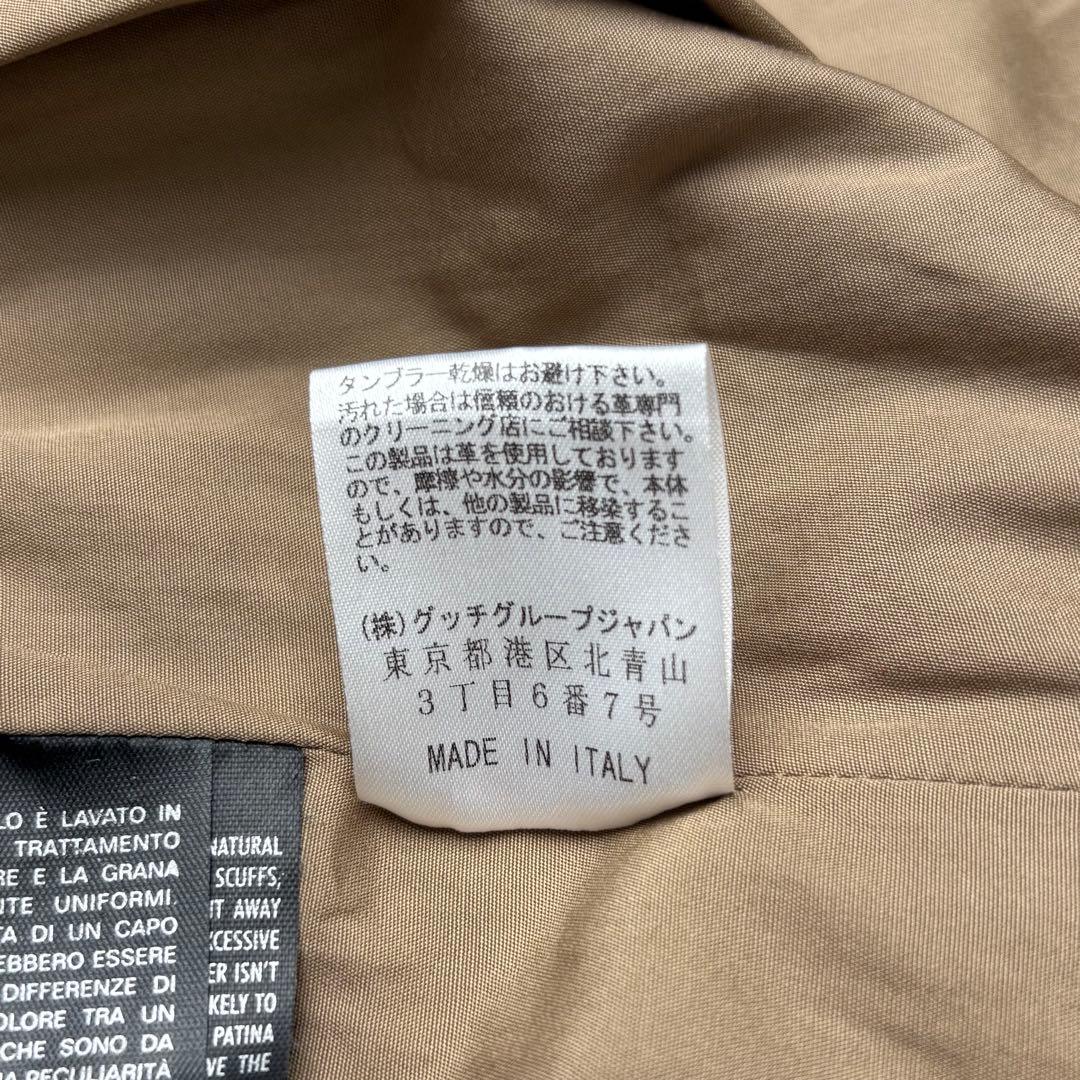 タンブラー乾燥はお避け下さい。
汚れた場合は信頼のおける革専門
のクリーニング店にご相談下さい。
この製品は革を使用しております
ので、摩擦や水分の影響で、本体
もしくは、他の製品に移染するこ
とがありますので、ご注意くださ
い。
(株)グッチグループジャパン
東京都港区北青山
3丁目6番7号
MADE IN ITALY
LO È LAVATO IN
TRATTAMENTO
RE E LA GRANA
NTE UNIFORMI.
TA DI UN CAPO
EBBERO ESSERE
DIFFERENZE DI
OLORE TRA UN
CHE SONO DA
A PECULIARITÀ
NATURAL
SCUFFS,
UT AWAY
XCESSIVE
ER ISN'T
KELY TO
PATINA
VE THE